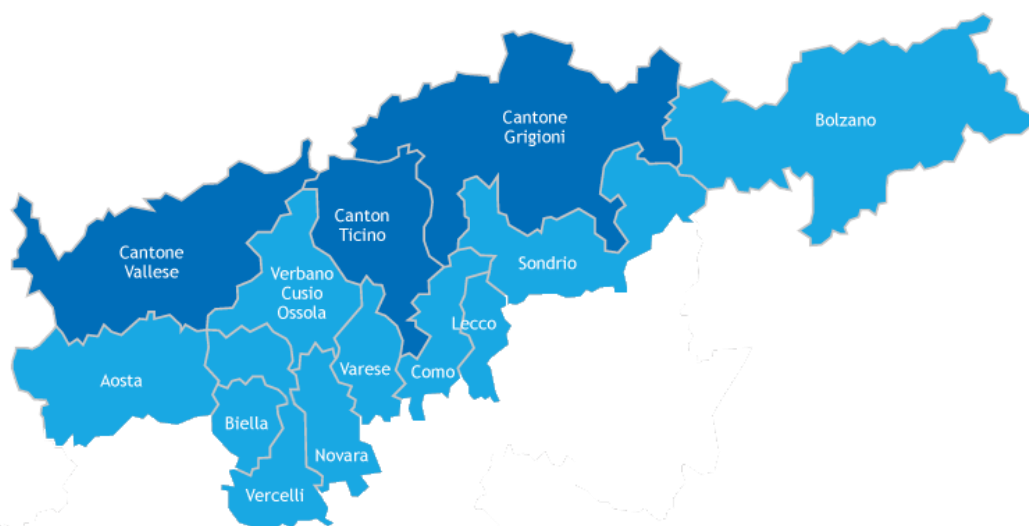 Cantone
Grigioni
Bolzano
Canton
Ticino
Cantone
Vallese
Verbano
Cusio
Ossola
Sondrio
Lecco
Varese
Como
Aosta
Biella
Novara
Vercelli